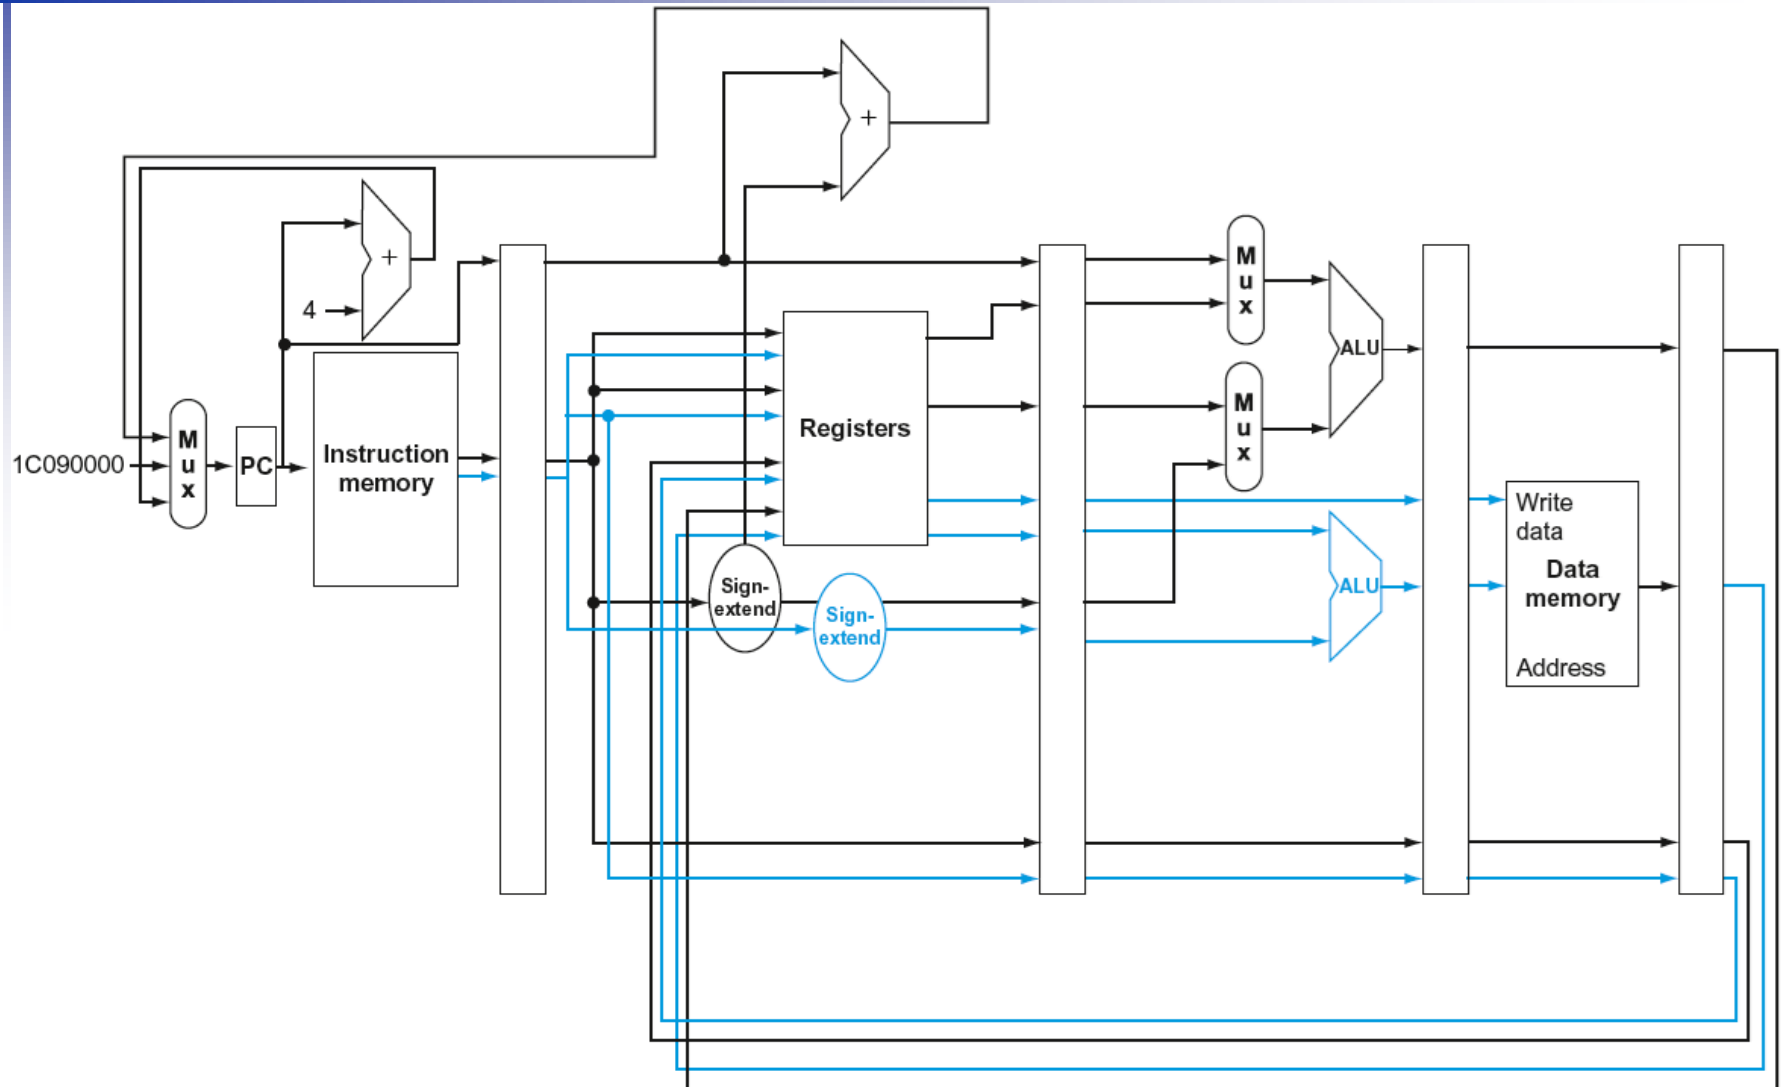 +
+
4
M
u
x
ALU
Registers
M
u
x
1C090000
M
u
x
PC
Instruction
memory
Write
data
Data
memory
Address
ALU
Sign-
extend
Sign-
extend